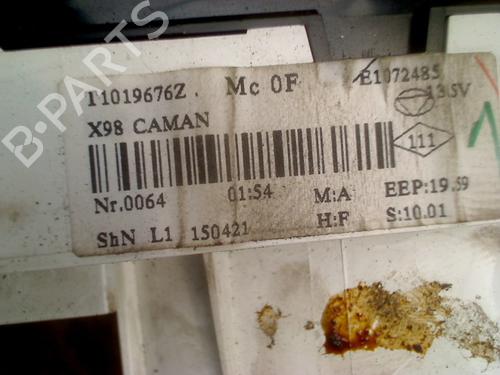 T1019676Z Mc 0F E1072485
13.5V
X98 CAMAN
111
Nr.0064 01:54 M:A EEP:19.59
ShN L1 150421 H:F S:10.01
B-PARTS